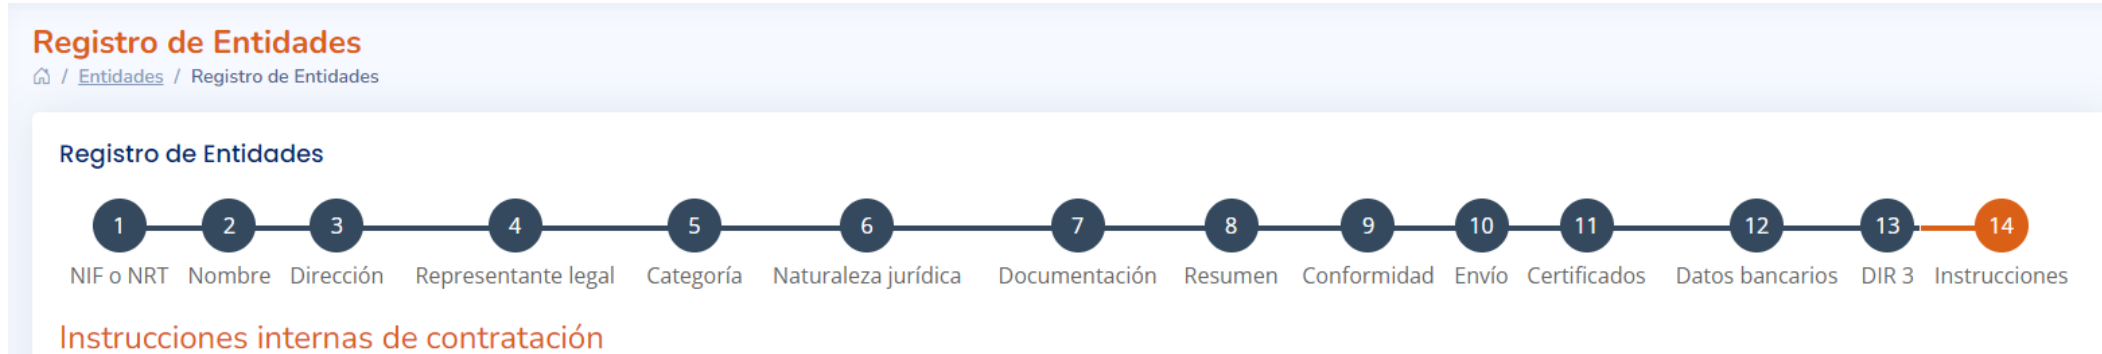 Registro de Entidades
/ Entidades / Registro de Entidades
Registro de Entidades
1 2 3 4 5 6 7 8 9 10 11 12 13 14
NIF o NRT Nombre Dirección Representante legal Categoría Naturaleza jurídica Documentación Resumen Conformidad Envío Certificados Datos bancarios DIR 3 Instrucciones
Instrucciones internas de contratación